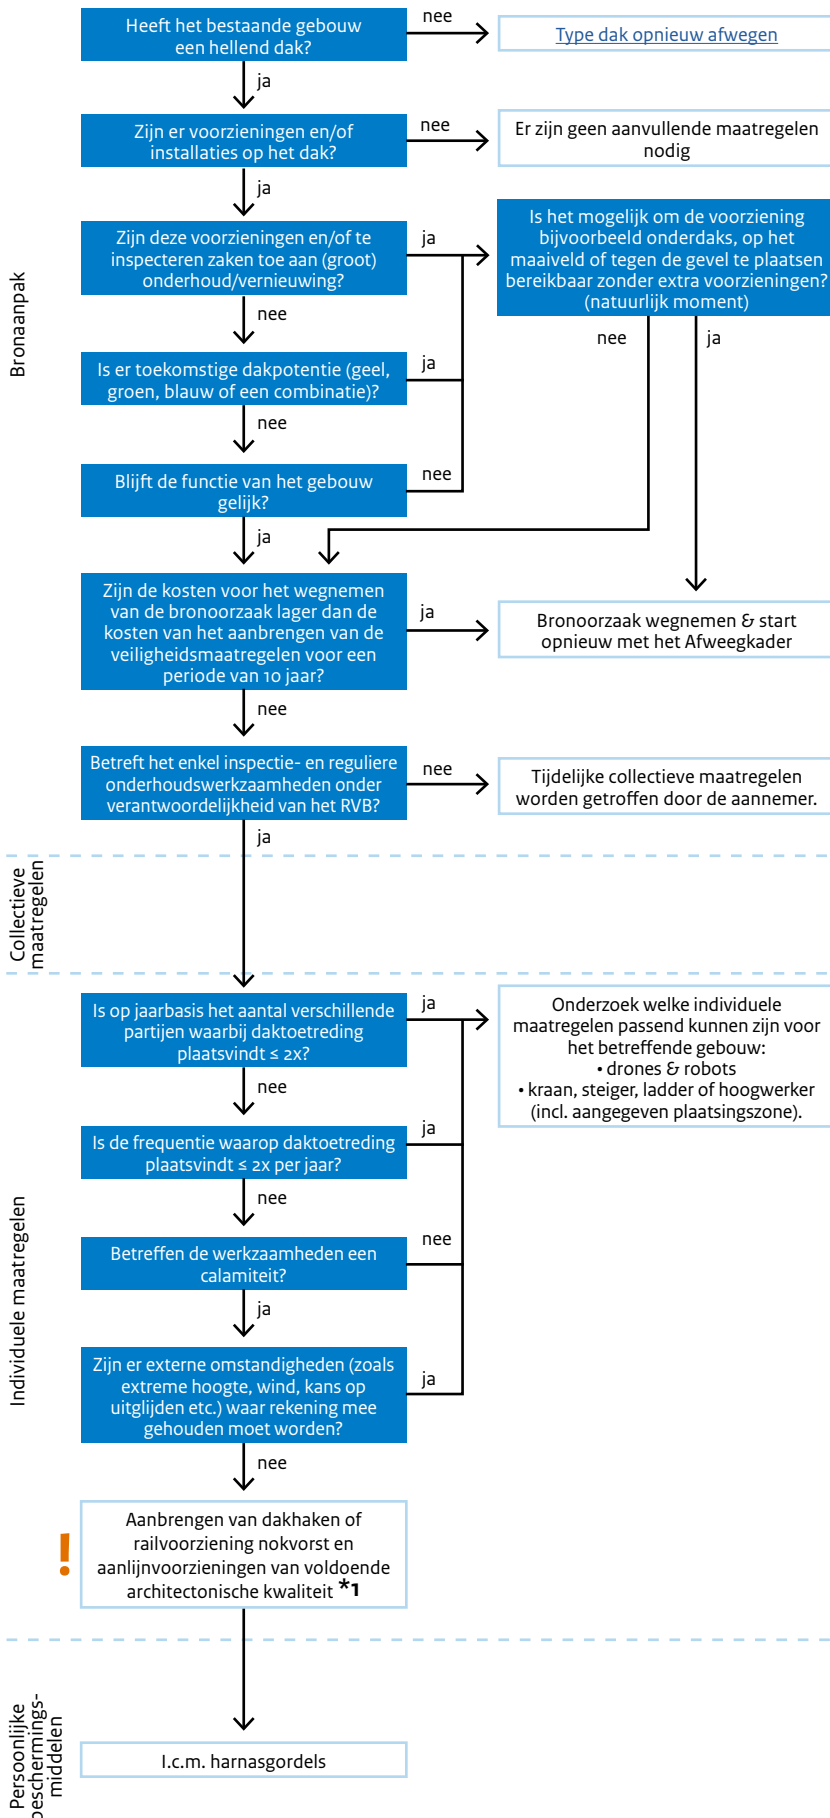 Heeft het bestaande gebouw
een hellend dak?
nee
Type dak opnieuw afwegen
ja
Zijn er voorzieningen en/of
installaties op het dak?
nee
Er zijn geen aanvullende maatregelen
nodig
ja
Zijn deze voorzieningen en/of te
inspecteren zaken toe aan (groot)
onderhoud/vernieuwing?
ja
Is het mogelijk om de voorziening
bijvoorbeeld onderdaks, op het
maaiveld of tegen de gevel te plaatsen
bereikbaar zonder extra voorzieningen?
(natuurlijk moment)
nee
nee
ja
Bronaanpak
Is er toekomstige dakpotentie (geel,
groen, blauw of een combinatie)?
ja
nee
Blijft de functie van het gebouw
gelijk?
nee
ja
Zijn de kosten voor het wegnemen
van de bronoorzaak lager dan de
kosten van het aanbrengen van de
veiligheidsmaatregelen voor een
periode van 10 jaar?
ja
Bronoorzaak wegnemen & start
opnieuw met het Afweegkader
nee
Betreft het enkel inspectie- en reguliere
onderhoudswerkzaamheden onder
verantwoordelijkheid van het RVB?
nee
Tijdelijke collectieve maatregelen
worden getroffen door de aannemer.
ja
Collectieve
maatregelen
Is op jaarbasis het aantal verschillende
partijen waarbij daktoetreding
plaatsvindt ≤ 2x?
ja
Onderzoek welke individuele
maatregelen passend kunnen zijn voor
het betreffende gebouw:
• drones & robots
• kraan, steiger, ladder of hoogwerker
(incl. aangegeven plaatsingszone).
nee
Is de frequentie waarop daktoetreding
plaatsvindt ≤ 2x per jaar?
ja
nee
Individuele maatregelen
Betreffen de werkzaamheden een
calamiteit?
nee
ja
Zijn er externe omstandigheden (zoals
extreme hoogte, wind, kans op
uitglijden etc.) waar rekening mee
gehouden moet worden?
ja
nee
!
Aanbrengen van dakhaken of
railvoorziening nokvorst en
aanlijnvoorzieningen van voldoende
architectonische kwaliteit *1
Persoonlijke
beschermings-
middelen
I.c.m. harnasgordels